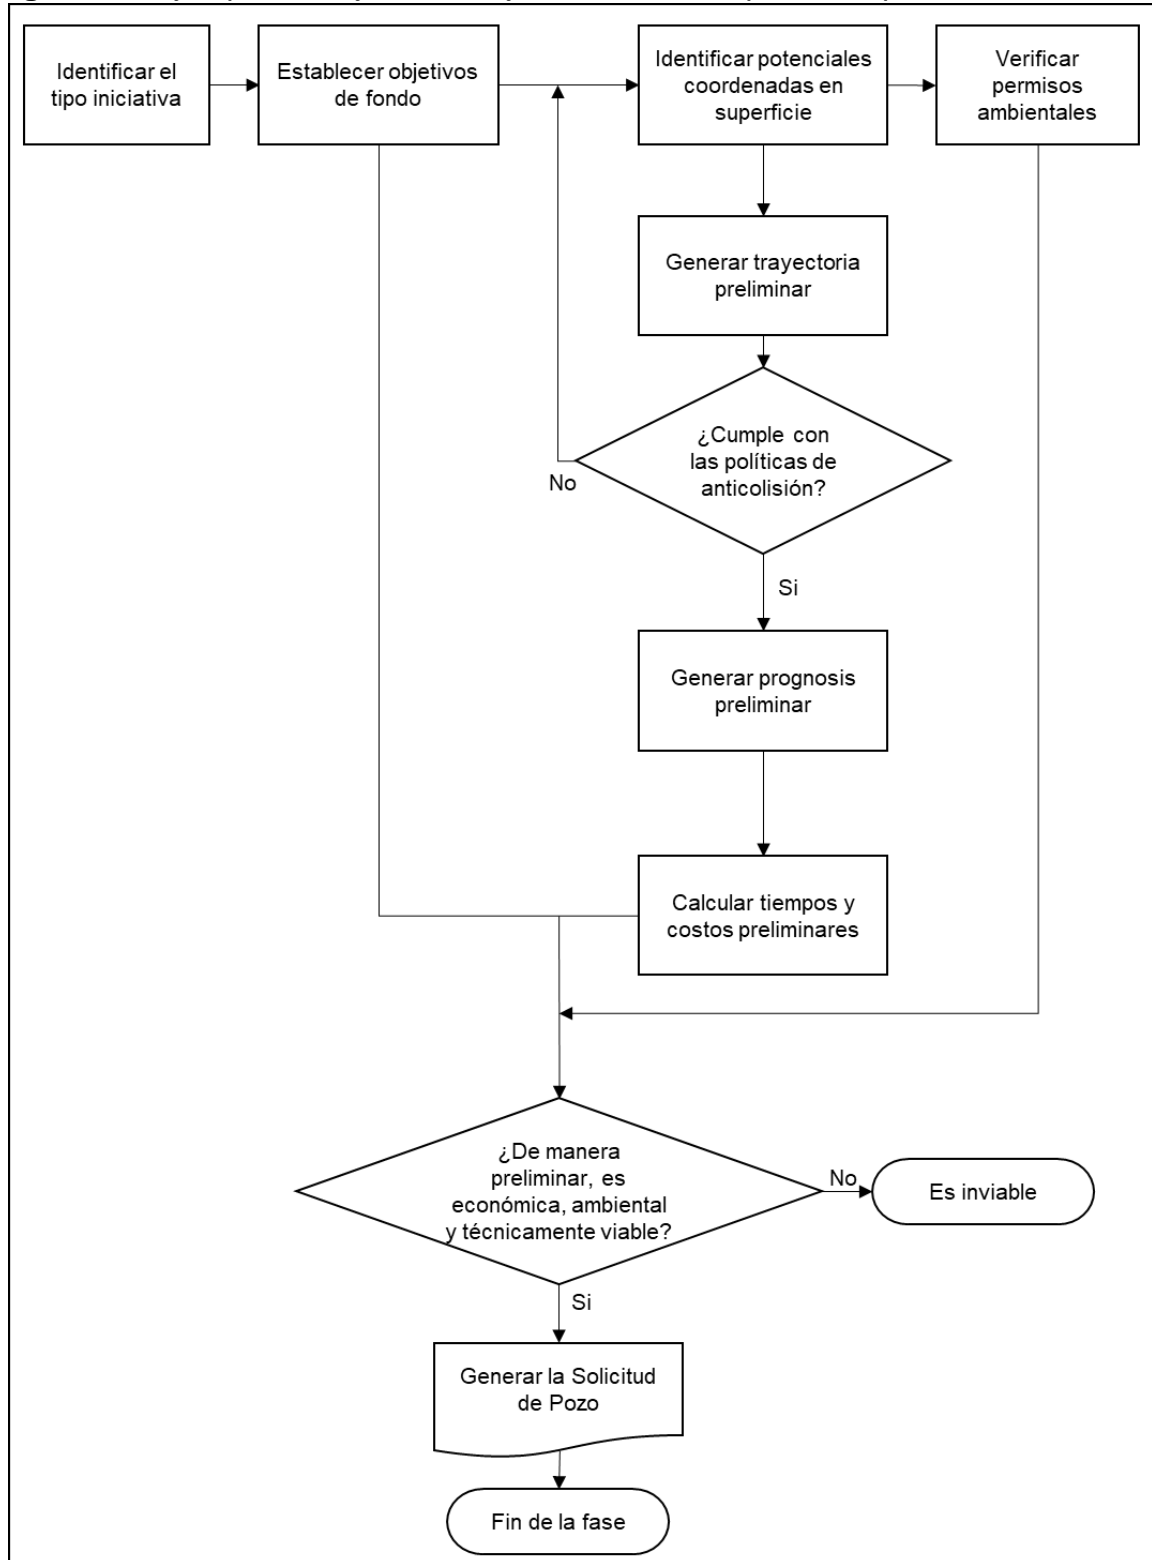 Identificar el
tipo iniciativa
Establecer objetivos
de fondo
Identificar potenciales
coordenadas en
superficie
Verificar
permisos
ambientales
Generar trayectoria
preliminar
¿Cumple con
las políticas de
anticolisión?
No
Si
Generar prognosis
preliminar
Calcular tiempos y
costos preliminares
¿De manera
preliminar, es
económica, ambiental
y técnicamente viable?
No
Es inviable
Si
Generar la Solicitud
de Pozo
Fin de la fase